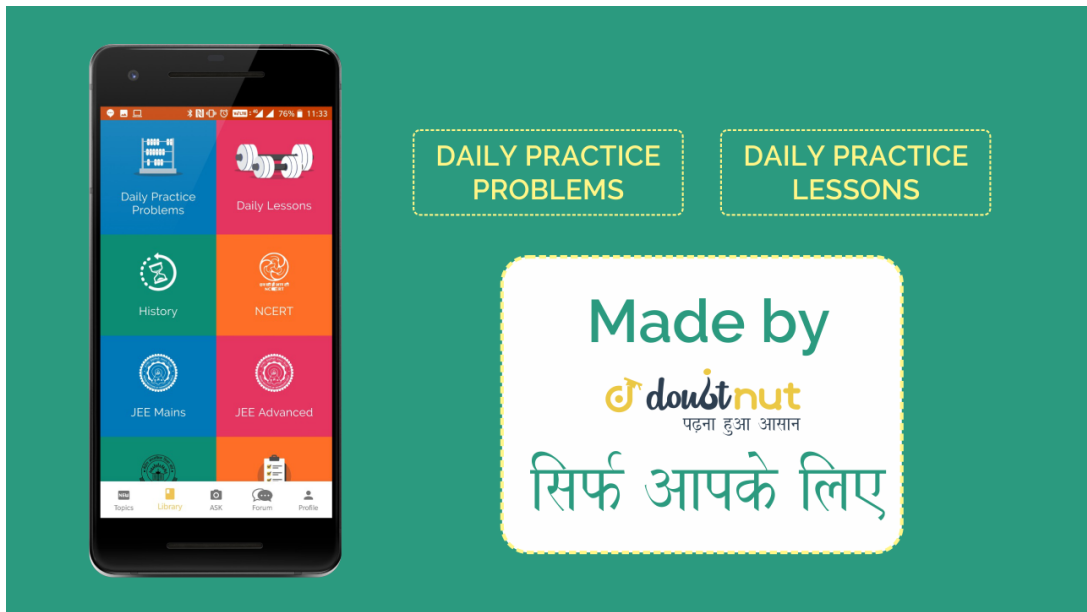 76% 11:33
Daily Practice
Problems
Daily Lessons
History
NCERT
NCERT
JEE Mains
JEE Advanced
Topics
Library
ASK
Forum
Profile
DAILY PRACTICE
PROBLEMS
DAILY PRACTICE
LESSONS
Made by
doubtnut
पढ़ना हुआ आसान
सिर्फ आपके लिए